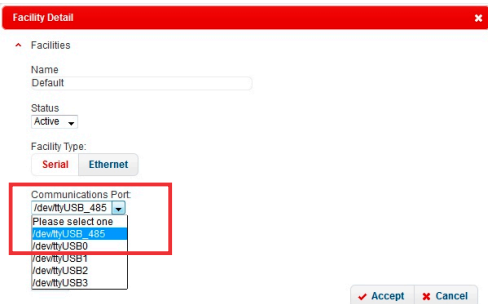 Facility Detail
Facilities
Name
Default
Status
Active
Facility Type:
Serial Ethernet
Communications Port:
/dev/ttyUSB_485
Please select one
/dev/ttyUSB_485
/dev/ttyUSB0
/dev/ttyUSB1
/dev/ttyUSB2
/dev/ttyUSB3
Accept Cancel